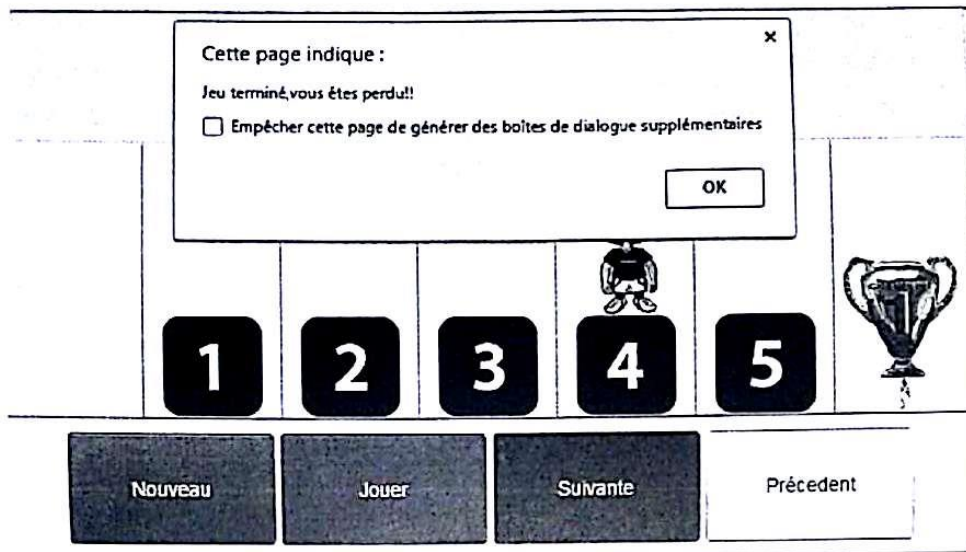 Cette page indique :
×
Jeu terminé,vous êtes perdu!!
Empêcher cette page de générer des boîtes de dialogue supplémentaires
OK
1 2 3 4 5
Nouveau Jouer Suivante Précedent